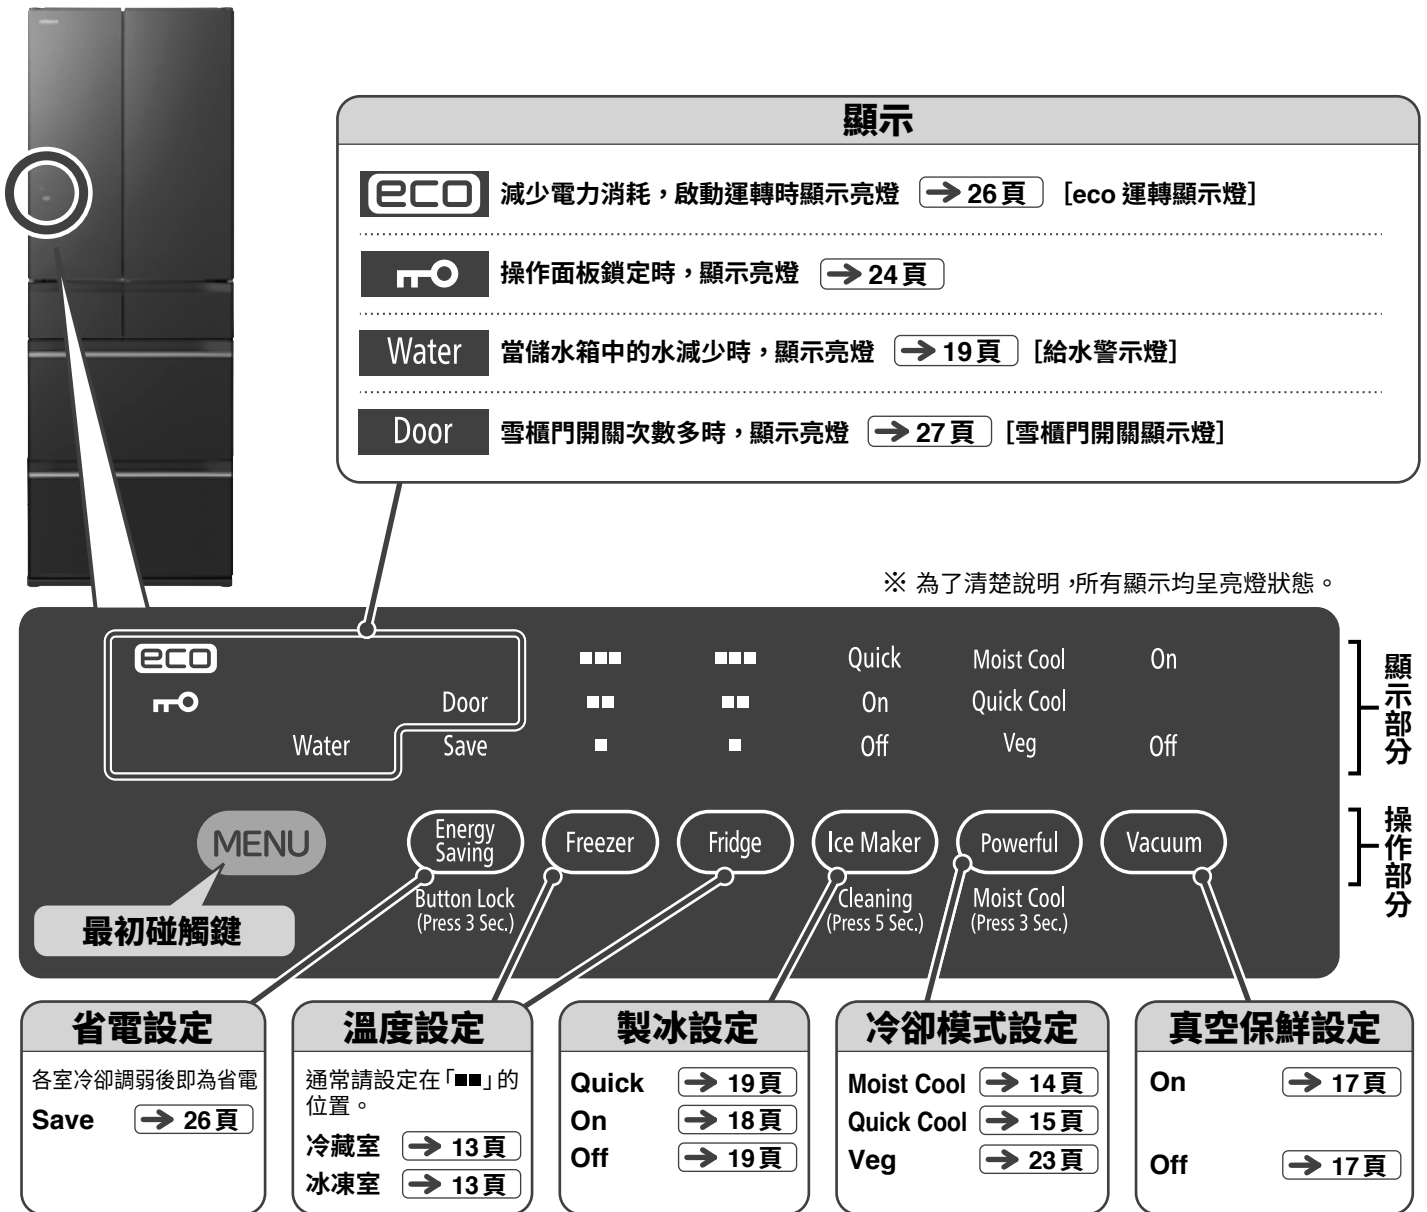 HITACHI
顯示
eco 減少電力消耗，啟動運轉時顯示亮燈 → 26頁 ［eco 運轉顯示燈］
操作面板鎖定時，顯示亮燈 → 24頁
Water 當儲水箱中的水減少時，顯示亮燈 → 19頁 ［給水警示燈］
Door 雪櫃門開關次數多時，顯示亮燈 → 27頁 ［雪櫃門開關顯示燈］
※ 為了清楚說明，所有顯示均呈亮燈狀態。
eco ■■■ ■■■ Quick Moist Cool On
Door ■■ ■■ On Quick Cool
Water Save ■ ■ Off Veg Off
顯示部分
MENU Energy Saving Freezer Fridge Ice Maker Powerful Vacuum
操作部分
Button Lock Cleaning Moist Cool
(Press 3 Sec.) (Press 5 Sec.) (Press 3 Sec.)
最初碰觸鍵
省電設定
各室冷卻調弱後即為省電
Save → 26頁
溫度設定
通常請設定在「■■」的
位置。
冷藏室 → 13頁
冰凍室 → 13頁
製冰設定
Quick → 19頁
On → 18頁
Off → 19頁
冷卻模式設定
Moist Cool → 14頁
Quick Cool → 15頁
Veg → 23頁
真空保鮮設定
On → 17頁
Off → 17頁